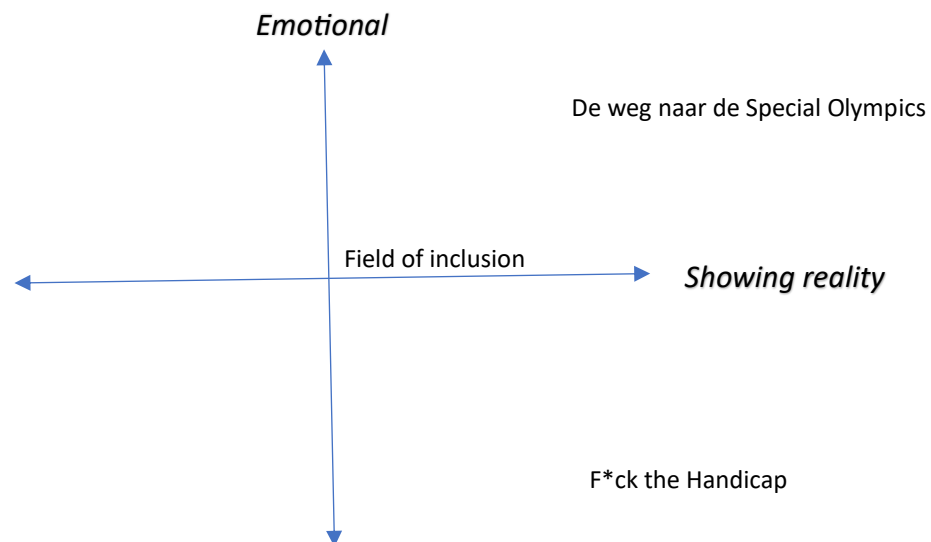 Emotional
De weg naar de Special Olympics
Field of inclusion
Showing reality
F*ck the Handicap